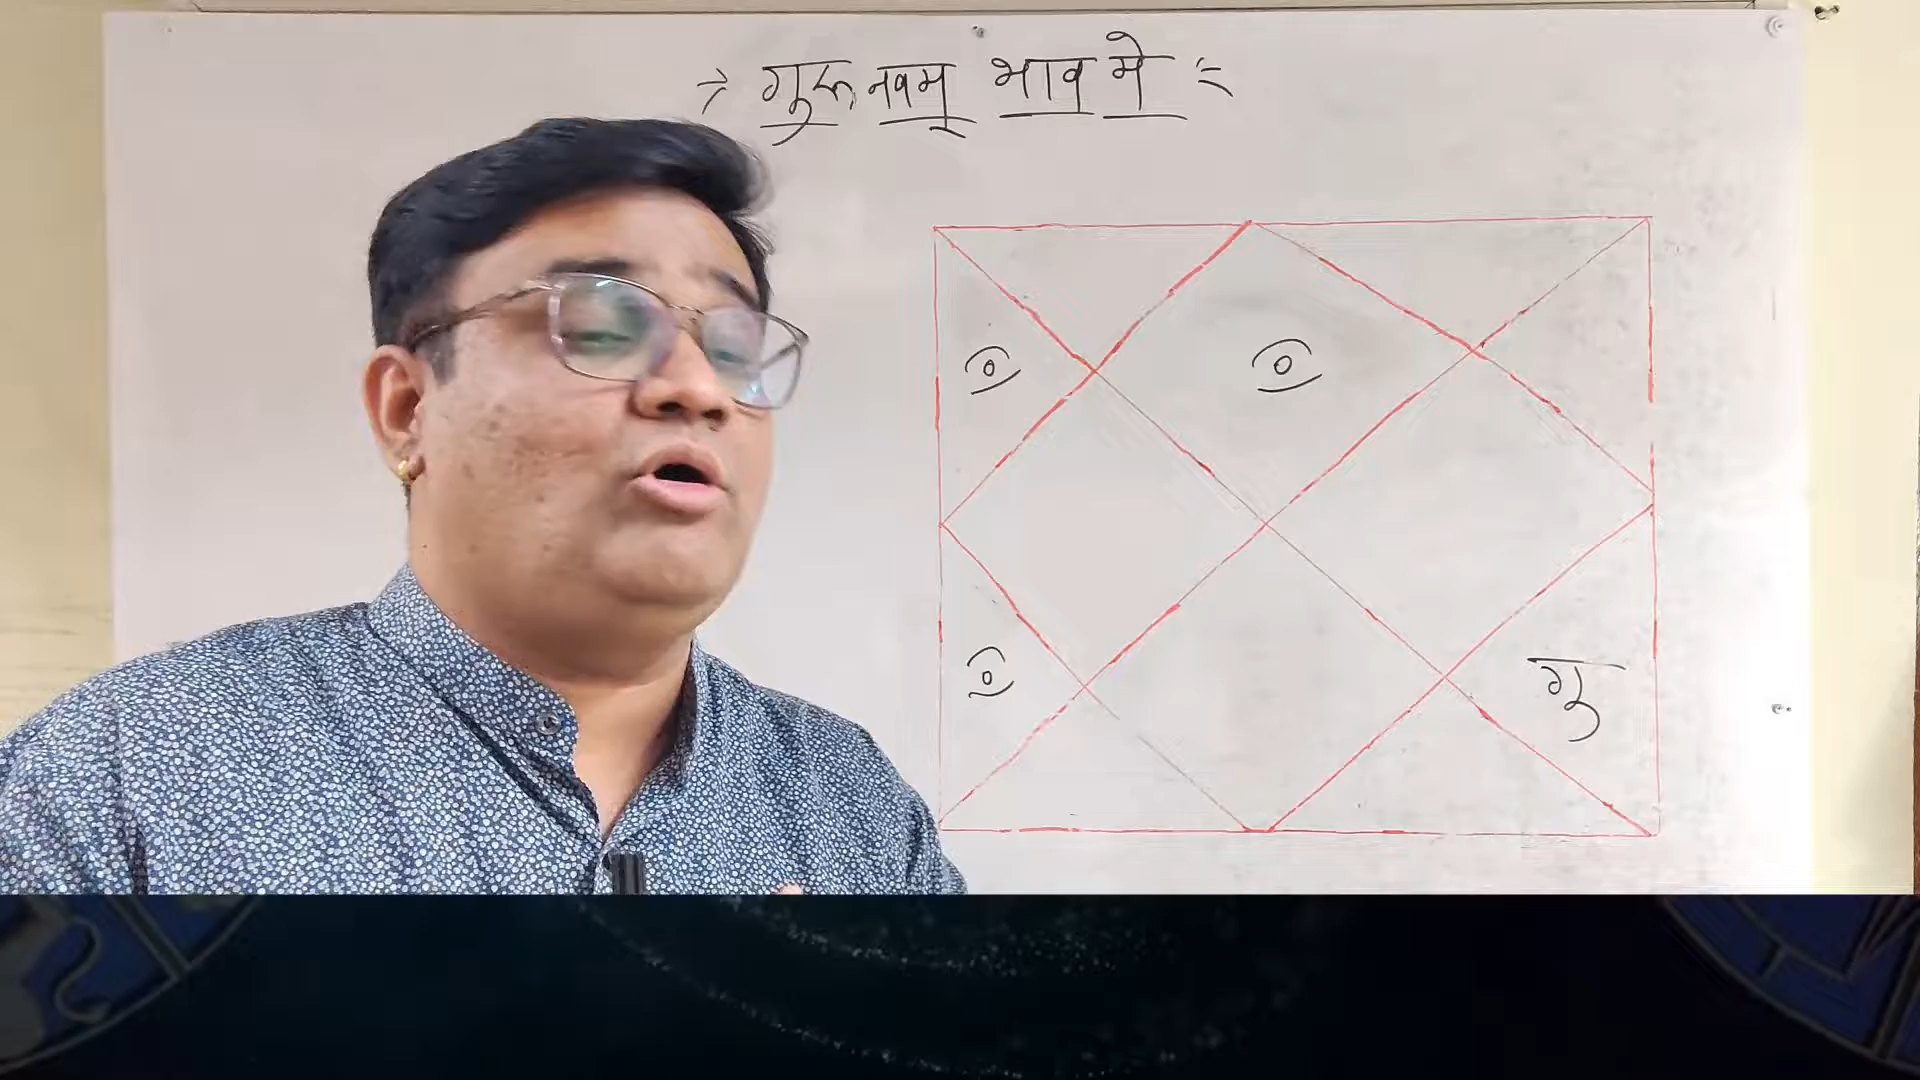 → गुरू नवम् भाव मे :-
गु